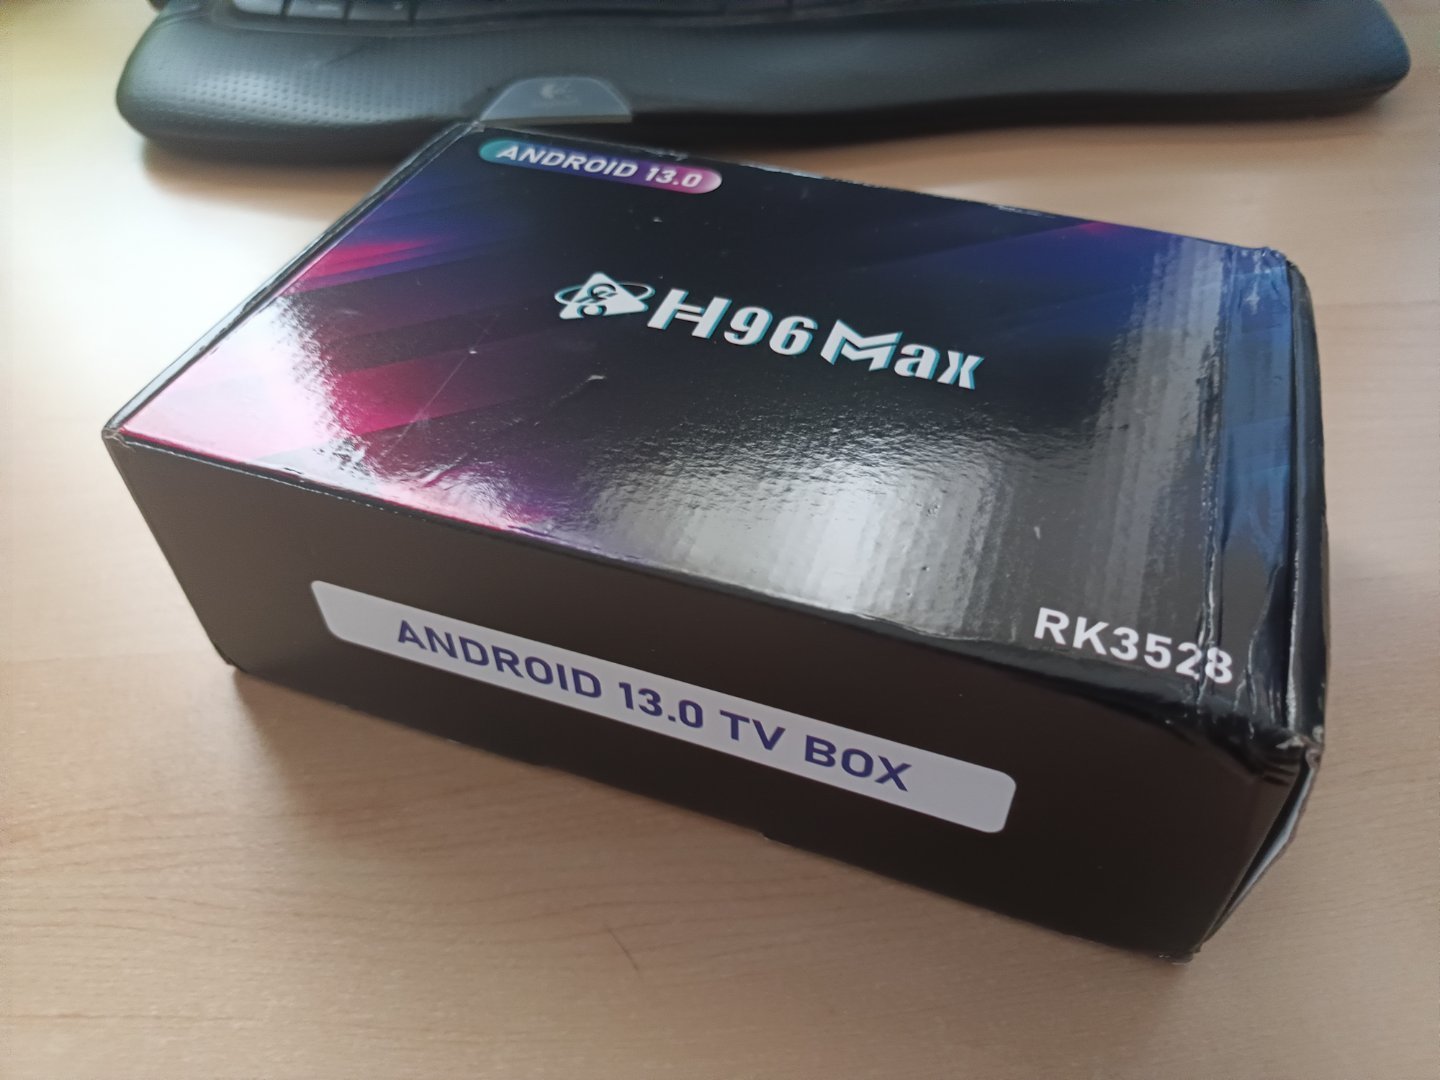 ANDROID 13.0
H96 Max
RK3528
ANDROID 13.0 TV BOX